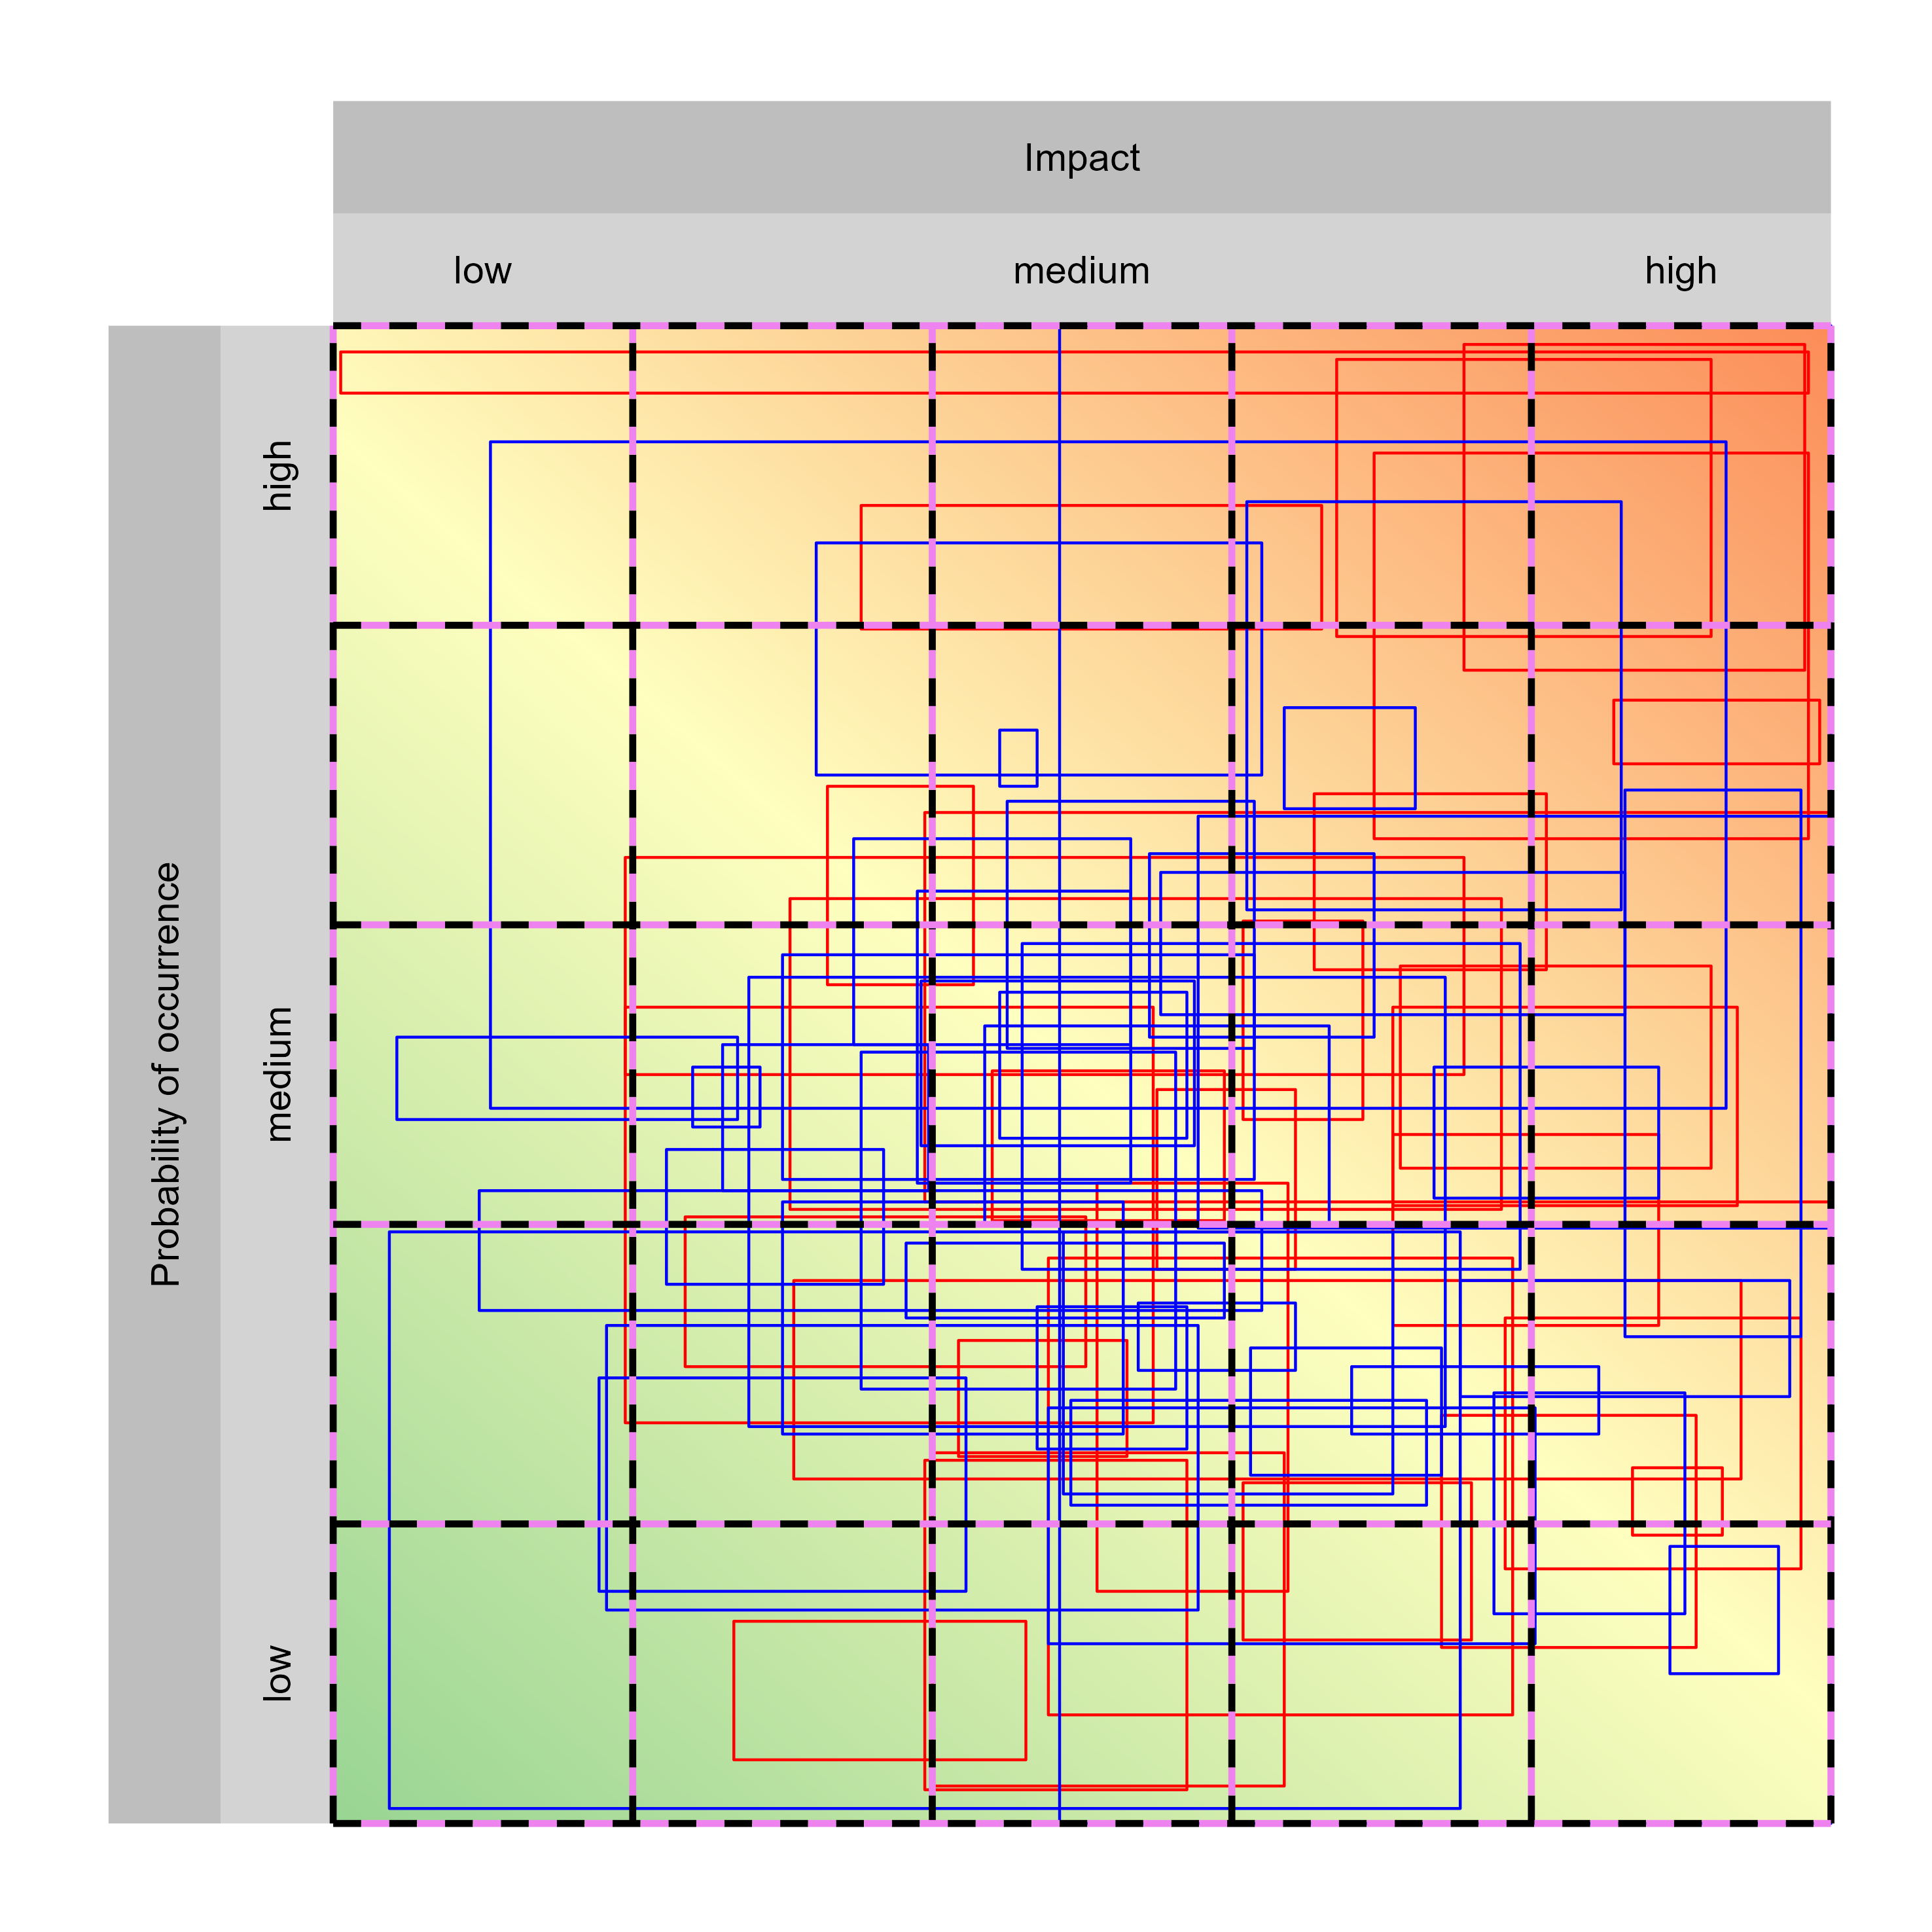 Impact
low medium high
Probability of occurrence
high
medium
low